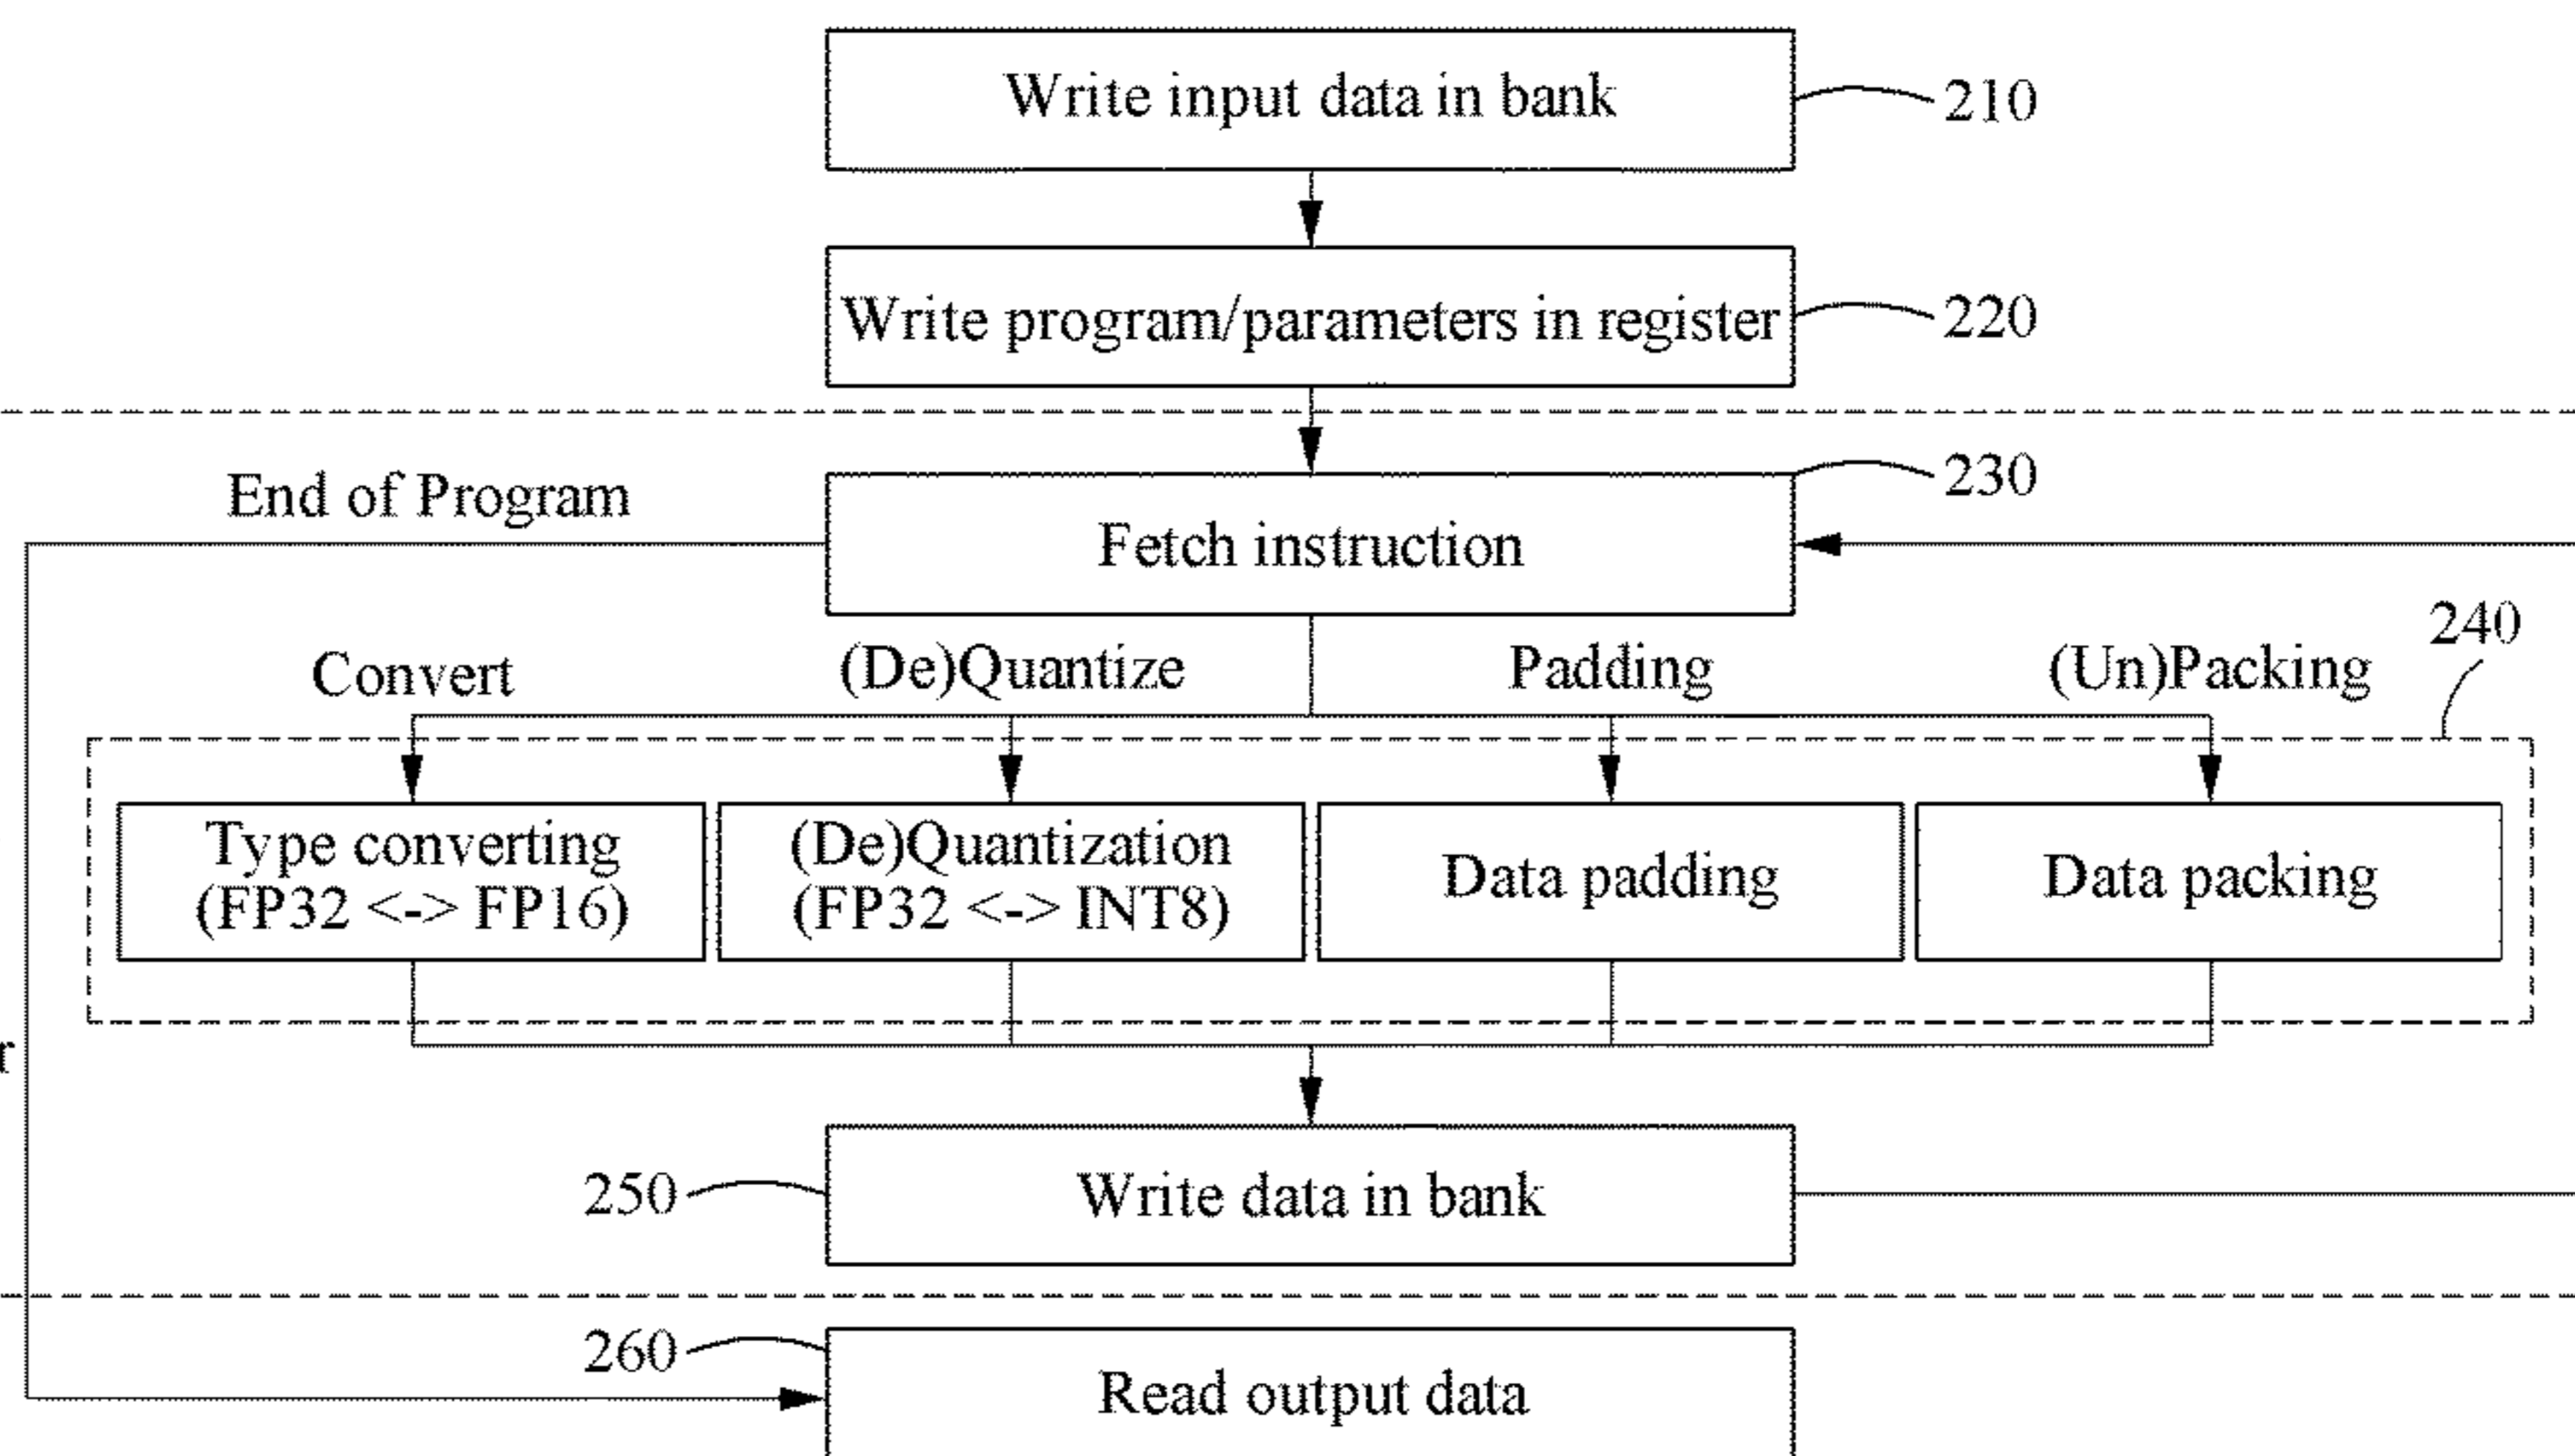 Write input data in bank
210
Write program/parameters in register
220
End of Program
230
Fetch instruction
240
Convert
(De)Quantize
Padding
(Un)Packing
Type converting
(FP32 <-> FP16)
(De)Quantization
(FP32 <-> INT8)
Data padding
Data packing
r
250
Write data in bank
260
Read output data